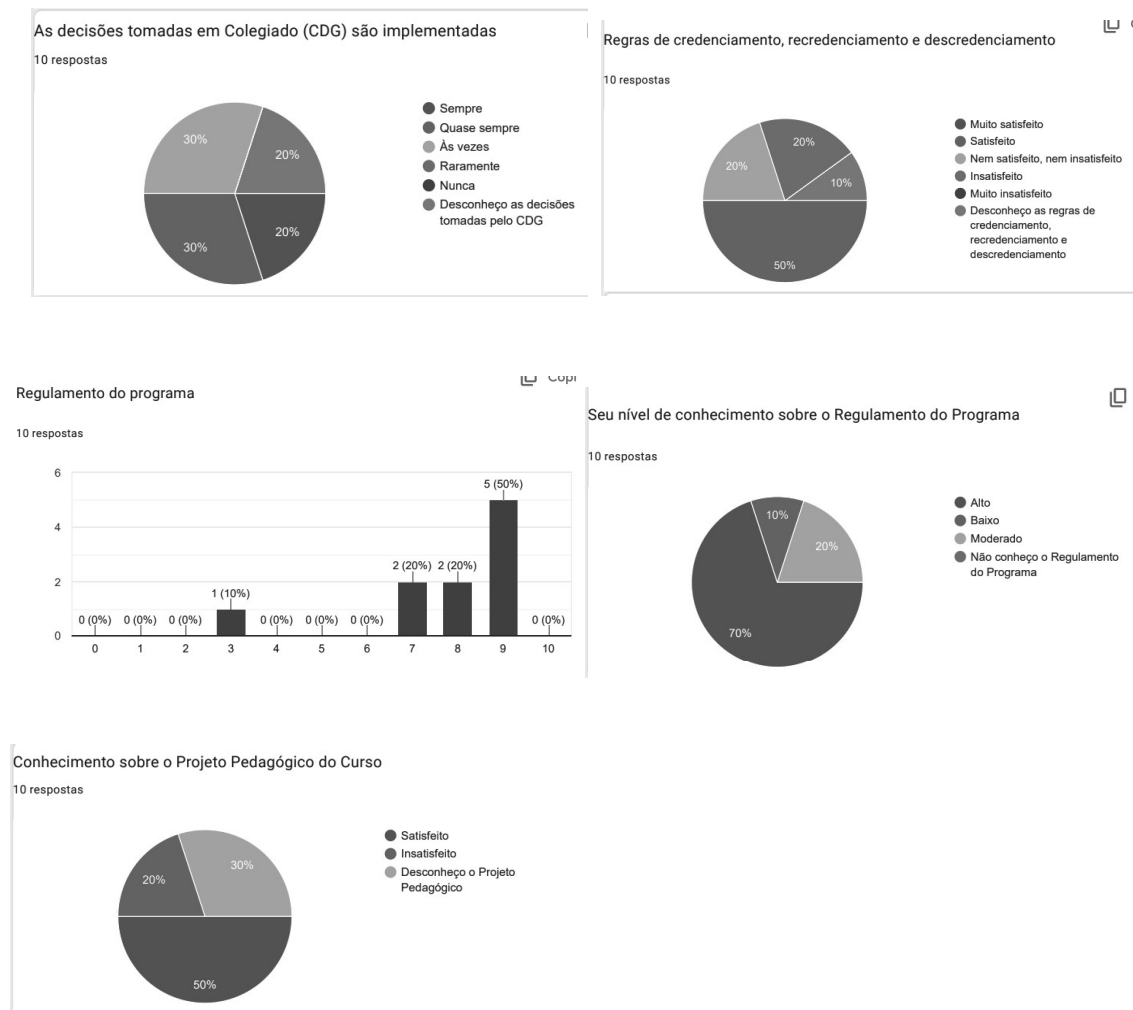 As decisões tomadas em Colegiado (CDG) são implementadas
10 respostas
30%
20%
30%
20%
Sempre
Quase sempre
Às vezes
Raramente
Nunca
Desconheço as decisões
tomadas pelo CDG
Regras de credenciamento, recredenciamento e descredenciamento
10 respostas
20%
20%
10%
50%
Muito satisfeito
Satisfeito
Nem satisfeito, nem insatisfeito
Insatisfeito
Muito insatisfeito
Desconheço as regras de
credenciamento,
recredenciamento e
descredenciamento
Regulamento do programa
10 respostas
6
4
2
0
0 (0%) 0 (0%) 0 (0%) 1 (10%) 0 (0%) 0 (0%) 0 (0%) 2 (20%) 2 (20%) 5 (50%) 0 (0%)
0 1 2 3 4 5 6 7 8 9 10
Seu nível de conhecimento sobre o Regulamento do Programa
10 respostas
10%
20%
70%
Alto
Baixo
Moderado
Não conheço o Regulamento
do Programa
Conhecimento sobre o Projeto Pedagógico do Curso
10 respostas
20%
30%
50%
Satisfeito
Insatisfeito
Desconheço o Projeto
Pedagógico